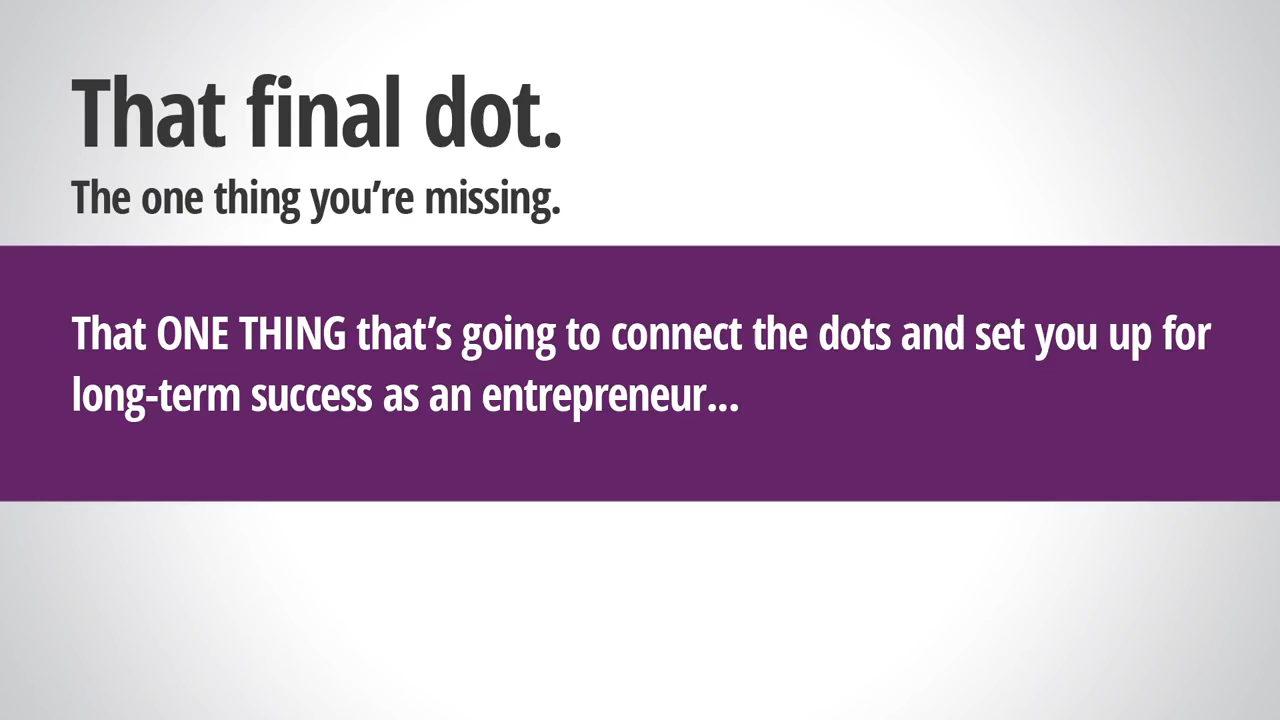 That final dot.
The one thing you’re missing.
That ONE THING that’s going to connect the dots and set you up for
long-term success as an entrepreneur...